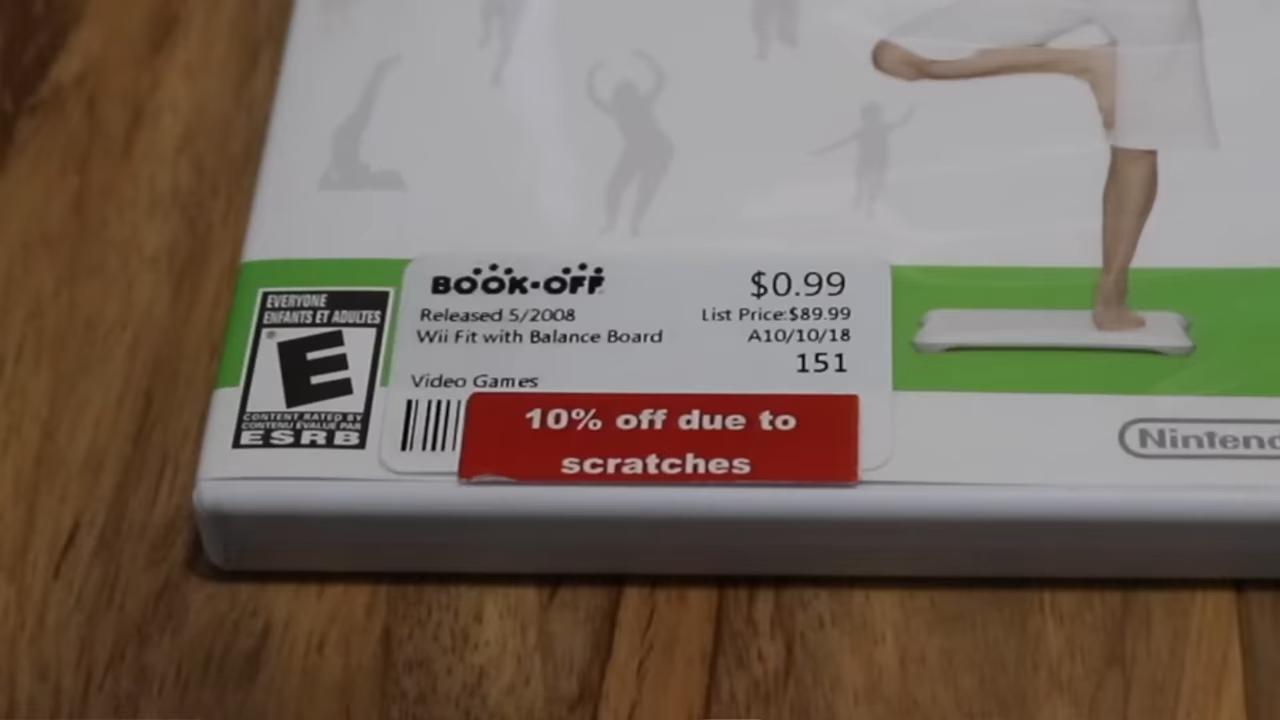 EVERYONE
ENFANTS ET ADULTES
E
CONTENT RATED BY
CONTENU ÉVALUÉ PAR
ESRB
BOOK•OFF
$0.99
Released 5/2008
List Price:$89.99
Wii Fit with Balance Board
A10/10/18
151
Video Games
10% off due to
scratches